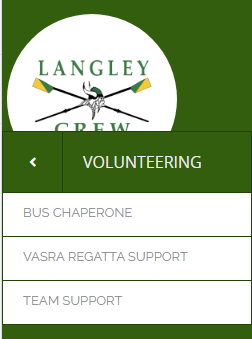 LANGLEY
CREW
VOLUNTEERING
BUS CHAPERONE
VASRA REGATTA SUPPORT
TEAM SUPPORT